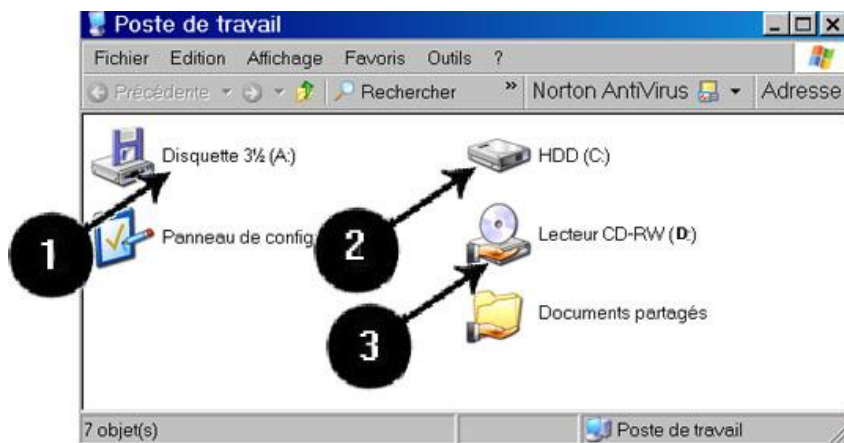 Poste de travail
Fichier Edition Affichage Favoris Outils ?
Précédente Rechercher » Norton AntiVirus Adresse
Disquette 3½ (A:) HDD (C:)
1 Panneau de config 2 Lecteur CD-RW (D:)
3 Documents partagés
7 objet(s) Poste de travail